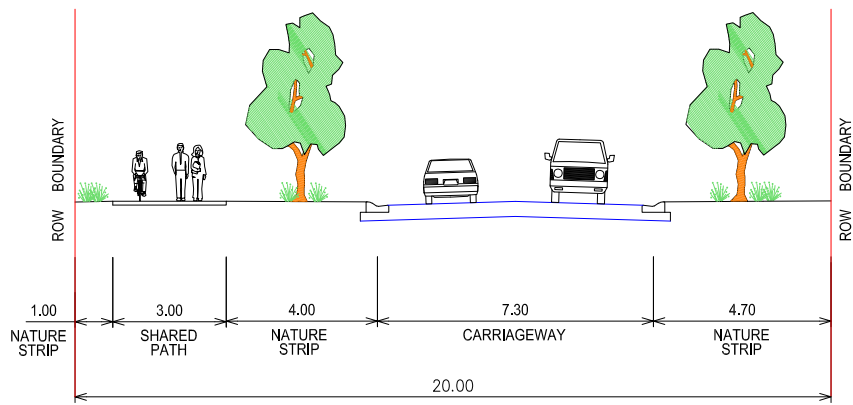 ROW BOUNDARY
ROW BOUNDARY
1.00
3.00
4.00
7.30
4.70
NATURE
STRIP
SHARED
PATH
NATURE
STRIP
CARRIAGEWAY
NATURE
STRIP
20.00